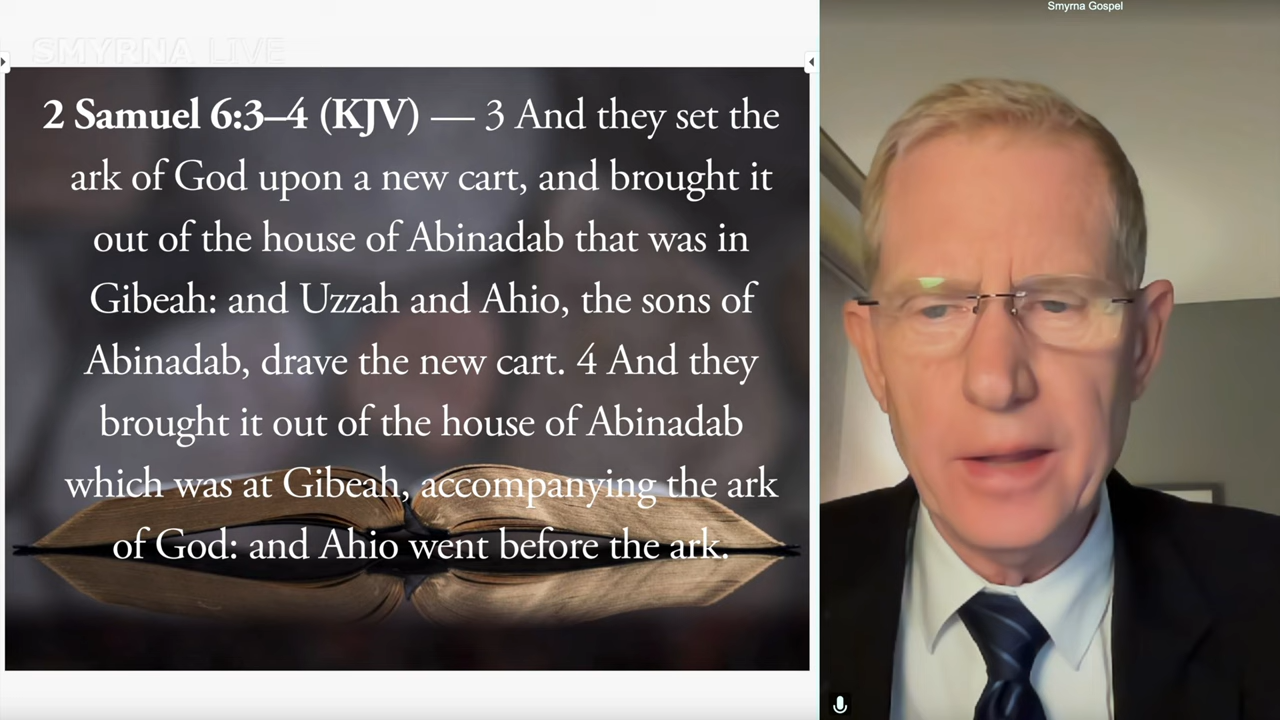 Smyrna Gospel
SMYRNA LIVE
2 Samuel 6:3–4 (KJV) — 3 And they set the
ark of God upon a new cart, and brought it
out of the house of Abinadab that was in
Gibeah: and Uzzah and Ahio, the sons of
Abinadab, drave the new cart. 4 And they
brought it out of the house of Abinadab
which was at Gibeah, accompanying the ark
of God: and Ahio went before the ark.